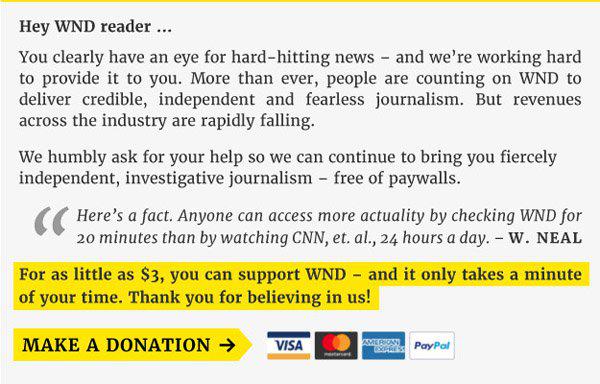 Hey WND reader ...
You clearly have an eye for hard-hitting news – and we're working hard
to provide it to you. More than ever, people are counting on WND to
deliver credible, independent and fearless journalism. But revenues
across the industry are rapidly falling.
We humbly ask for your help so we can continue to bring you fiercely
independent, investigative journalism – free of paywalls.
“ Here's a fact. Anyone can access more actuality by checking WND for
20 minutes than by watching CNN, et. al., 24 hours a day. – W. NEAL
For as little as $3, you can support WND – and it only takes a minute
of your time. Thank you for believing in us!
MAKE A DONATION → VISA mastercard AMERICAN EXPRESS PayPal